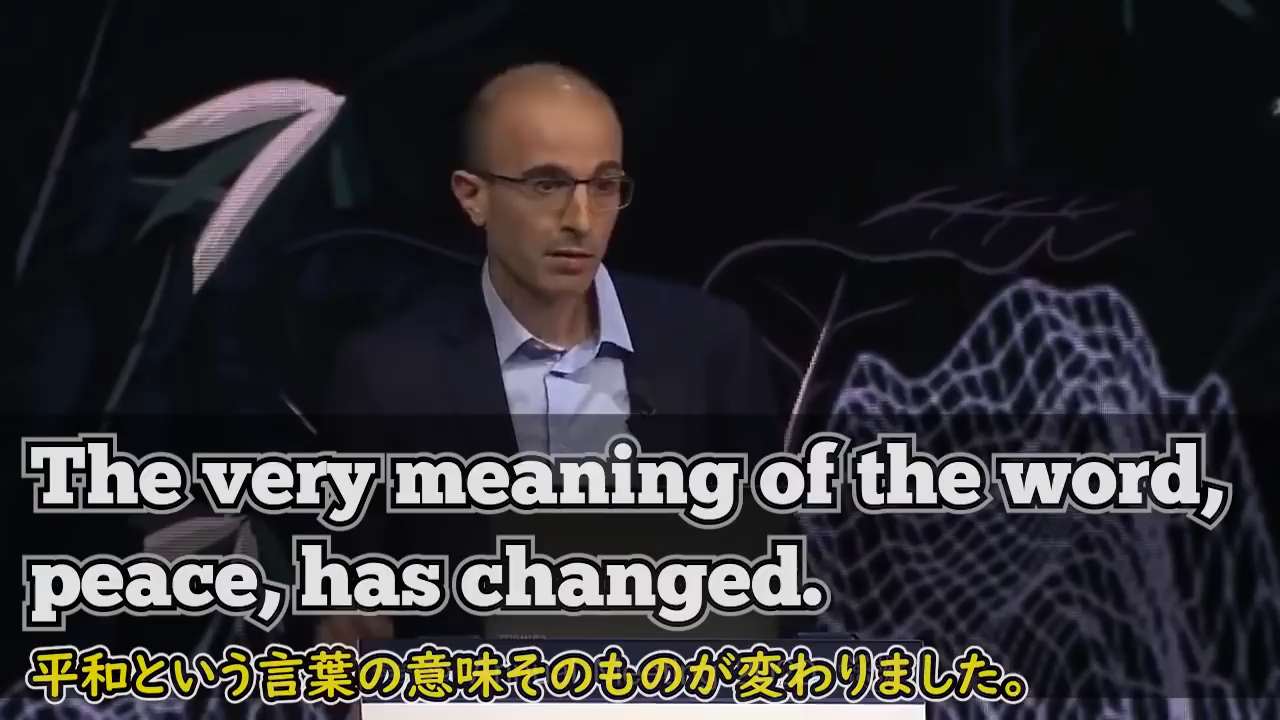 The very meaning of the word,
peace, has changed.
平和という言葉の意味そのものが変わりました。